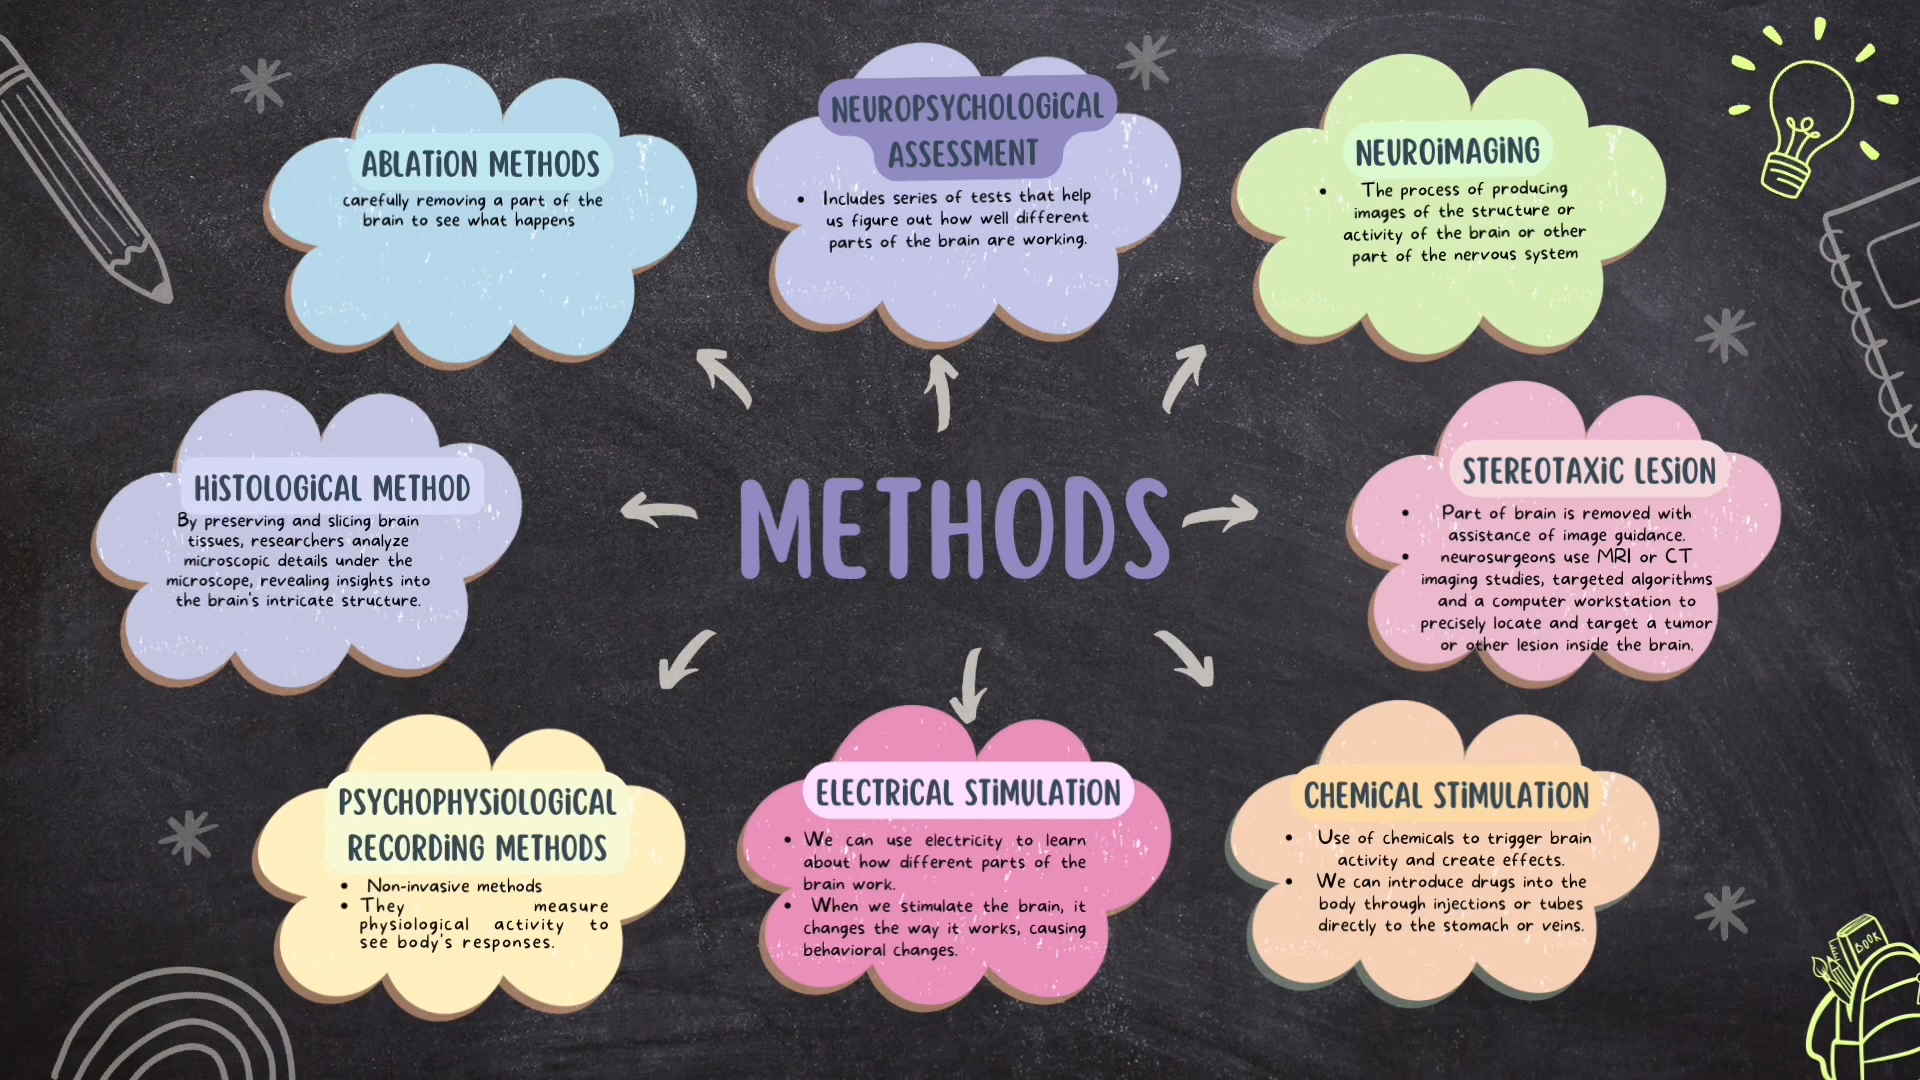 ABLATION METHODS
carefully removing a part of the
brain to see what happens
NEUROPSYCHOLOGICAL
ASSESSMENT
• Includes series of tests that help
us figure out how well different
parts of the brain are working.
NEUROIMAGING
• The process of producing
images of the structure or
activity of the brain or other
part of the nervous system
HISTOLOGICAL METHOD
By preserving and slicing brain
tissues, researchers analyze
microscopic details under the
microscope, revealing insights into
the brain's intricate structure.
METHODS
STEREOTAXIC LESION
• Part of brain is removed with
assistance of image guidance.
• neurosurgeons use MRI or CT
imaging studies, targeted algorithms
and a computer workstation to
precisely locate and target a tumor
or other lesion inside the brain.
PSYCHOPHYSIOLOGICAL
RECORDING METHODS
• Non-invasive methods
• They measure
physiological activity to
see body's responses.
ELECTRICAL STIMULATION
• We can use electricity to learn
about how different parts of the
brain work.
• When we stimulate the brain, it
changes the way it works, causing
behavioral changes.
CHEMICAL STIMULATION
• Use of chemicals to trigger brain
activity and create effects.
• We can introduce drugs into the
body through injections or tubes
directly to the stomach or veins.
BOOK